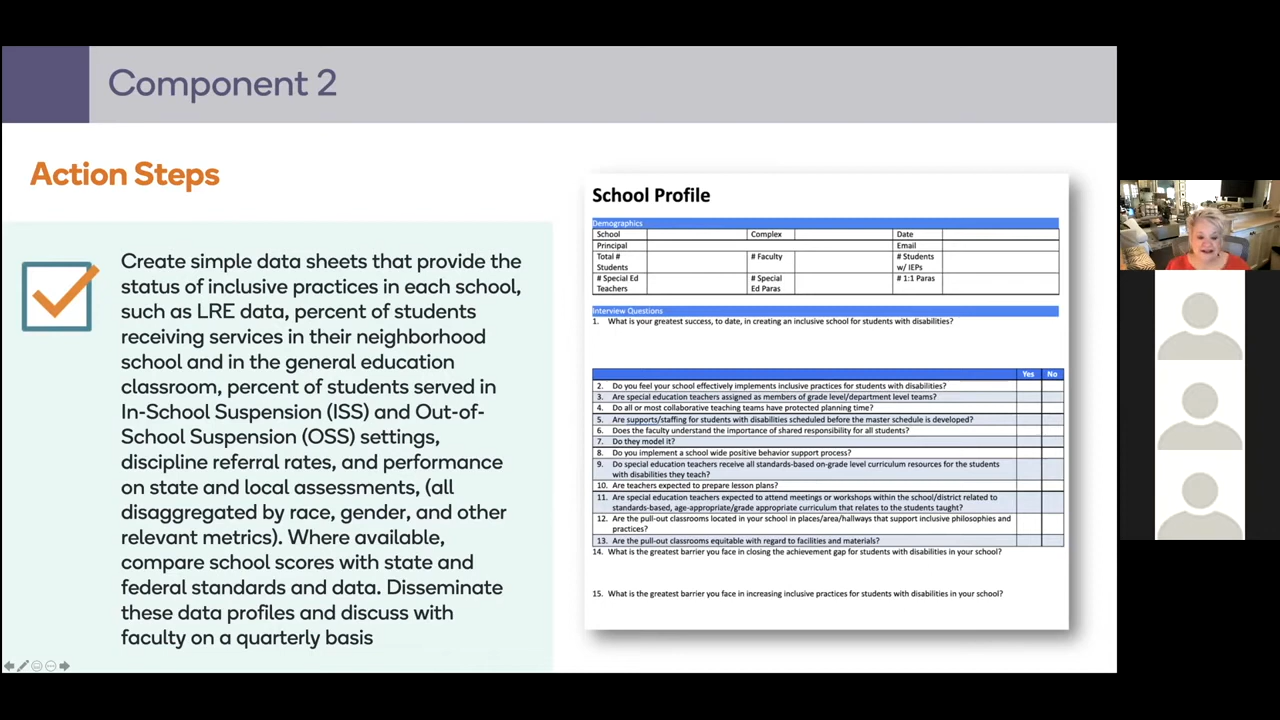 Component 2
Action Steps
Create simple data sheets that provide the
status of inclusive practices in each school,
such as LRE data, percent of students
receiving services in their neighborhood
school and in the general education
classroom, percent of students served in
In-School Suspension (ISS) and Out-of-
School Suspension (OSS) settings,
discipline referral rates, and performance
on state and local assessments, (all
disaggregated by race, gender, and other
relevant metrics). Where available,
compare school scores with state and
federal standards and data. Disseminate
these data profiles and discuss with
faculty on a quarterly basis
School Profile
Demographics
School Complex Date
Principal Email
Total # # Faculty # Students
Students w/ IEPs
# Special Ed # Special # 1:1 Paras
Teachers Ed Paras
Interview Questions
1. What is your greatest success, to date, in creating an inclusive school for students with disabilities?
Yes No
2. Do you feel your school effectively implements inclusive practices for students with disabilities?
3. Are special education teachers assigned as members of grade level/department level teams?
4. Do all or most collaborative teaching teams have protected planning time?
5. Are supports/staffing for students with disabilities scheduled before the master schedule is developed?
6. Does the faculty understand the importance of shared responsibility for all students?
7. Do they model it?
8. Do you implement a school wide positive behavior support process?
9. Do special education teachers receive all standards-based on-grade level curriculum resources for the students
with disabilities they teach?
10. Are teachers expected to prepare lesson plans?
11. Are special education teachers expected to attend meetings or workshops within the school/district related to
standards-based, age-appropriate/grade appropriate curriculum that relates to the students taught?
12. Are the pull-out classrooms located in your school in places/area/hallways that support inclusive philosophies and
practices?
13. Are the pull-out classrooms equitable with regard to facilities and materials?
14. What is the greatest barrier you face in closing the achievement gap for students with disabilities in your school?
15. What is the greatest barrier you face in increasing inclusive practices for students with disabilities in your school?